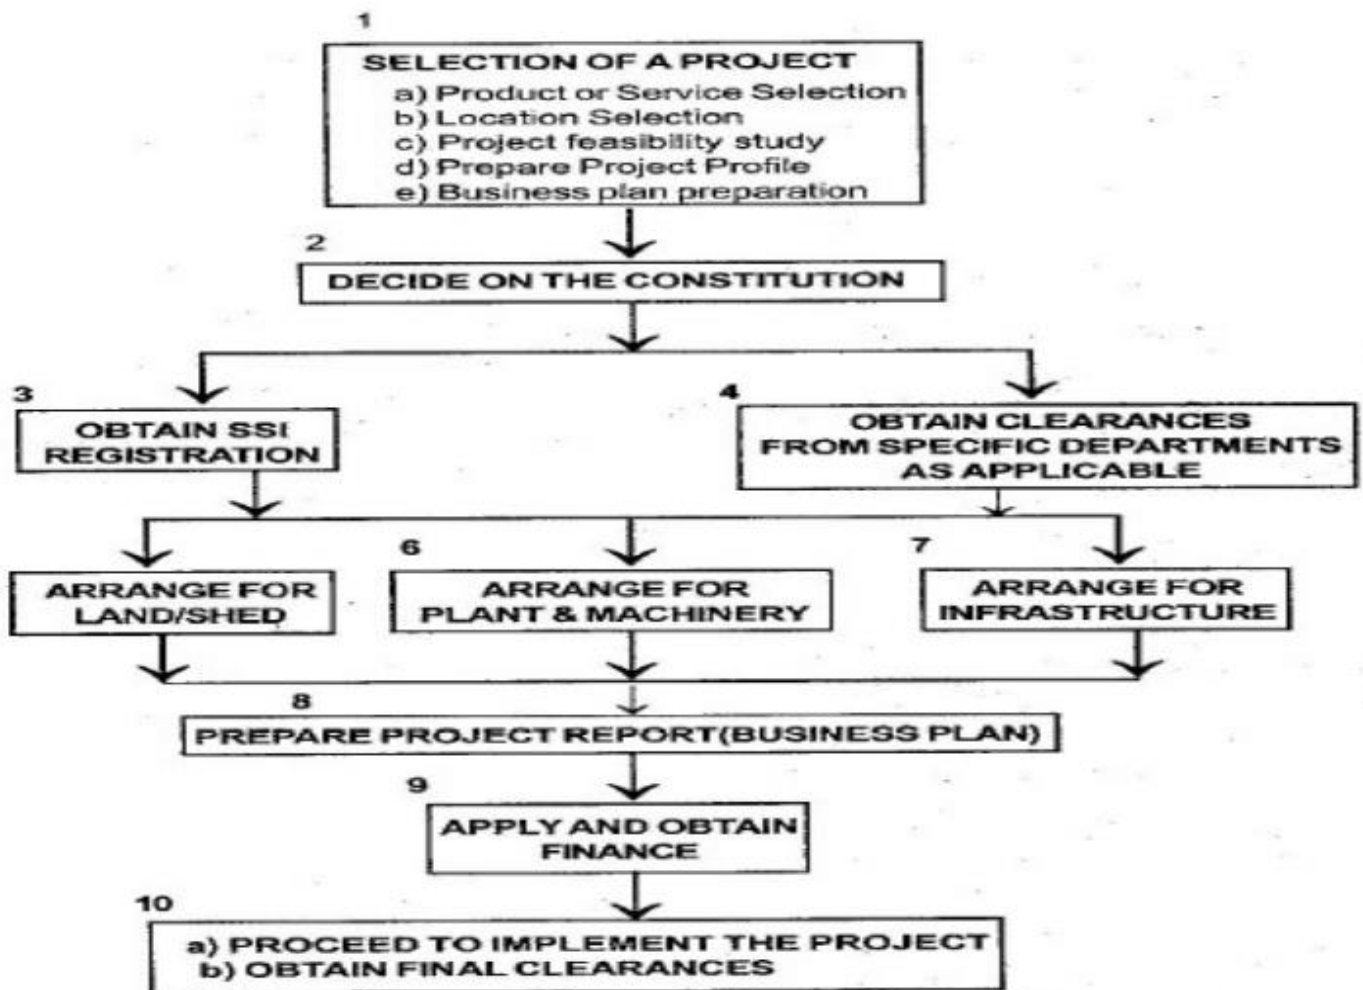 1
SELECTION OF A PROJECT
a) Product or Service Selection
b) Location Selection
c) Project feasibility study
d) Prepare Project Profile
e) Business plan preparation
2
DECIDE ON THE CONSTITUTION
3
OBTAIN SSI
REGISTRATION
4
OBTAIN CLEARANCES
FROM SPECIFIC DEPARTMENTS
AS APPLICABLE
ARRANGE FOR
LAND/SHED
6
ARRANGE FOR
PLANT & MACHINERY
7
ARRANGE FOR
INFRASTRUCTURE
8
PREPARE PROJECT REPORT(BUSINESS PLAN)
9
APPLY AND OBTAIN
FINANCE
10
a) PROCEED TO IMPLEMENT THE PROJECT
b) OBTAIN FINAL CLEARANCES